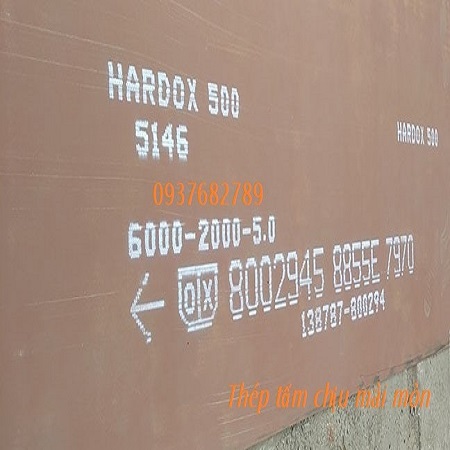 HARDOX 500
HARDOX 500
5146
0937682789
6000-2000-5.0
8002945 8855E 7970
138787-800294
Thép tấm chịu mài mòn